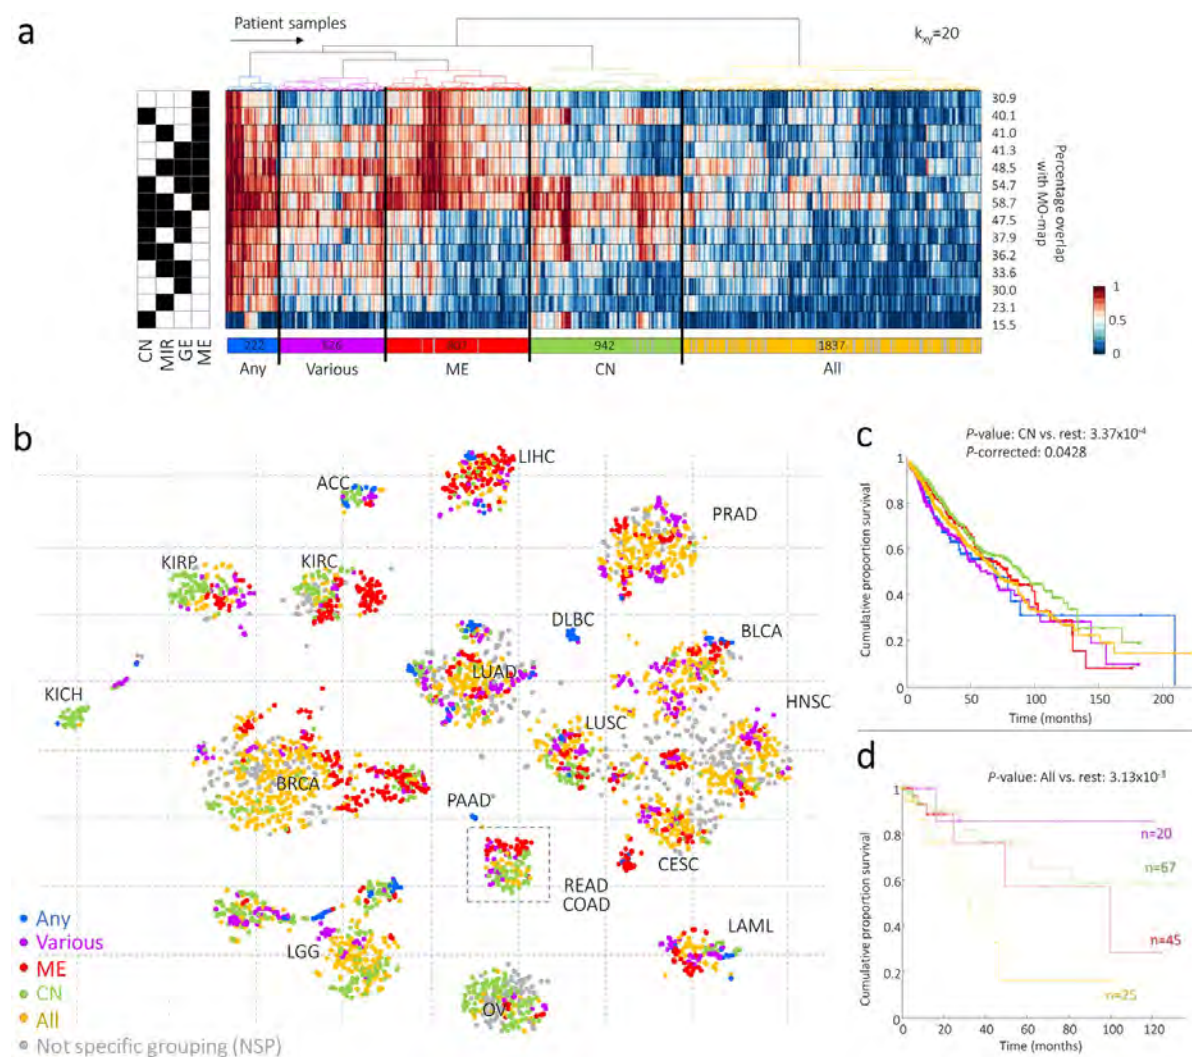 a
Patient samples
kxy=20
30.9
40.1
41.0
41.3
48.5
54.7
58.7
47.5
37.9
36.2
33.6
30.0
23.1
15.5
Percentage overlap
with MO-map
1
0.5
0
CN
MIR
GE
ME
222
626
942
1837
Any
Various
ME
CN
All
b
LIHC
ACC
PRAD
KIRP
KIRC
DLBC
BLCA
LUAD
KICH
HNSC
LUSC
BRCA
PAAD
CESC
READ
COAD
LAML
LGG
OV
Any
Various
ME
CN
All
Not specific grouping (NSP)
c
P-value: CN vs. rest: 3.37x10-4
P-corrected: 0.0428
Cumulative proportion survival
1
0.8
0.6
0.4
0.2
0
0 50 100 150 200
Time (months)
d
P-value: All vs. rest: 3.13x10-3
Cumulative proportion survival
1
0.8
0.6
0.4
0.2
0
n=20
n=67
n=45
n=25
0 20 40 60 80 100 120
Time (months)